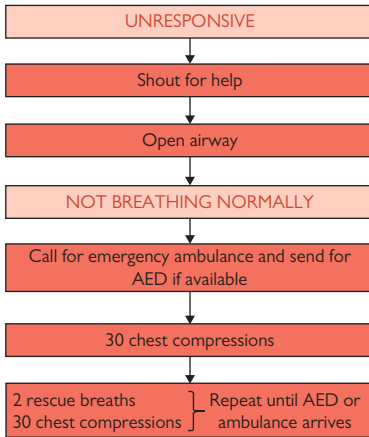 UNRESPONSIVE
Shout for help
Open airway
NOT BREATHING NORMALLY
Call for emergency ambulance and send for
AED if available
30 chest compressions
2 rescue breaths
30 chest compressions
Repeat until AED or
ambulance arrives